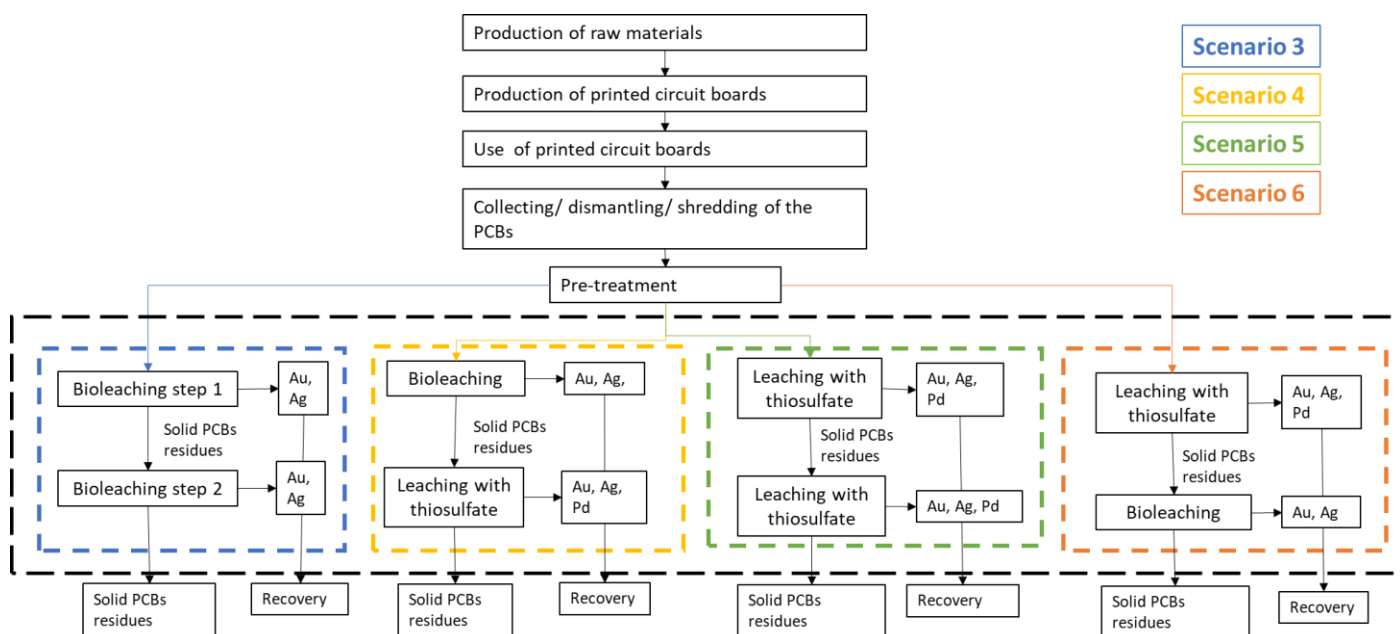 Production of raw materials
Production of printed circuit boards
Use of printed circuit boards
Collecting/ dismantling/ shredding of the
PCBs
Pre-treatment
Scenario 3
Scenario 4
Scenario 5
Scenario 6
Bioleaching step 1
Au,
Ag
Solid PCBs
residues
Bioleaching step 2
Au,
Ag
Solid PCBs
residues
Recovery
Bioleaching
Au, Ag,
Solid PCBs
residues
Leaching with
thiosulfate
Au, Ag,
Pd
Solid PCBs
residues
Recovery
Leaching with
thiosulfate
Au, Ag,
Pd
Solid PCBs
residues
Leaching with
thiosulfate
Au, Ag, Pd
Solid PCBs
residues
Recovery
Leaching with
thiosulfate
Au, Ag,
Pd
Solid PCBs
residues
Bioleaching
Au, Ag
Solid PCBs
residues
Recovery